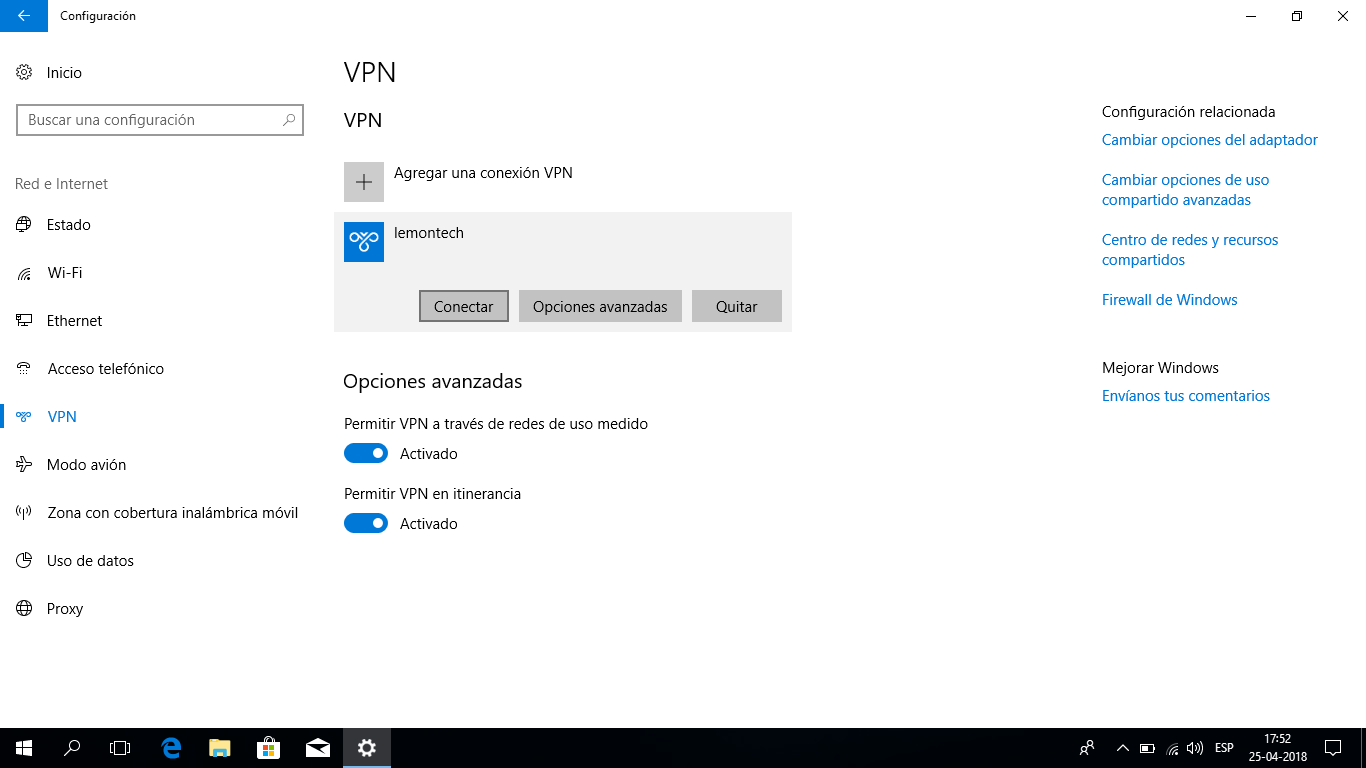 Configuración
Inicio
Buscar una configuración
Red e Internet
Estado
Wi-Fi
Ethernet
Acceso telefónico
VPN
Modo avión
Zona con cobertura inalámbrica móvil
Uso de datos
Proxy
VPN
VPN
Agregar una conexión VPN
lemontech
Conectar
Opciones avanzadas
Quitar
Opciones avanzadas
Permitir VPN a través de redes de uso medido
Activado
Permitir VPN en itinerancia
Activado
Configuración relacionada
Cambiar opciones del adaptador
Cambiar opciones de uso
compartido avanzadas
Centro de redes y recursos
compartidos
Firewall de Windows
Mejorar Windows
Envíanos tus comentarios
ESP
17:52
25-04-2018